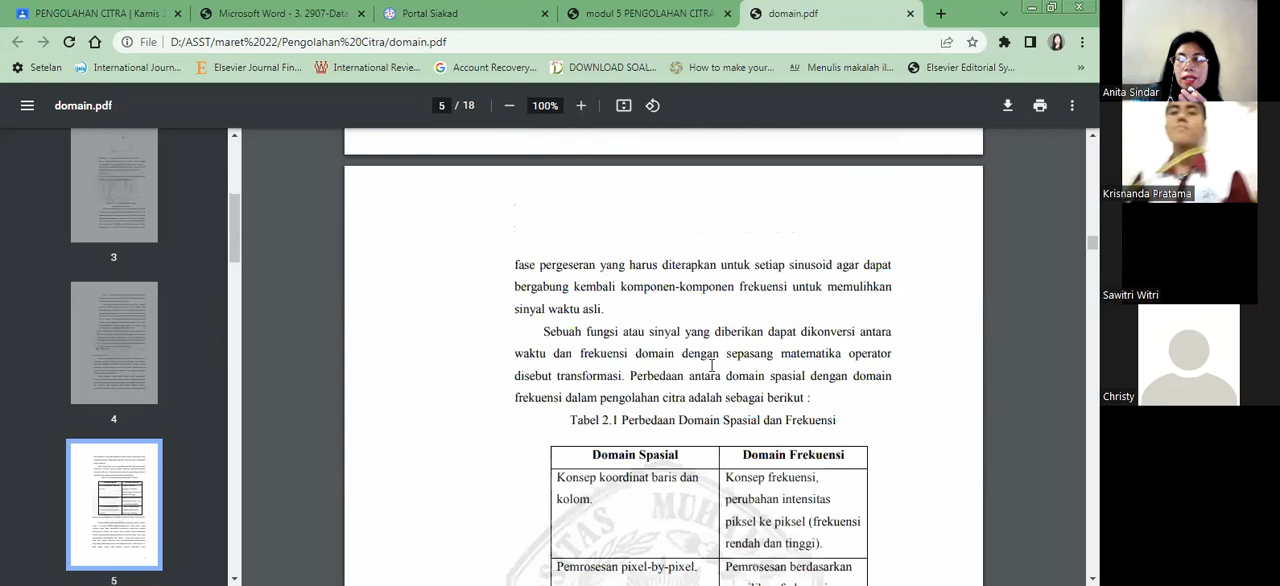 PENGOLAHAN CITRA ( Kamis 1
Microsoft Word - 3. 2907-Data
Portal Siakad
modul 5 PENGOLAHAN CITRA
domain.pdf
File | D:/ASST/maret%2022/Pengolahan%20Citra/domain.pdf
Setelan
International Journ...
Elsevier Journal Fin...
International Revie...
Account Recovery...
DOWNLOAD SOAL...
How to make your...
Menulis makalah il...
Elsevier Editorial Sy...
domain.pdf
5 / 18
100%
3
4
5
fase pergeseran yang harus diterapkan untuk setiap sinusoid agar dapat
bergabung kembali komponen-komponen frekuensi untuk memulihkan
sinyal waktu asli.
Sebuah fungsi atau sinyal yang diberikan dapat dikonversi antara
waktu dan frekuensi domain dengan sepasang matematika operator
disebut transformasi. Perbedaan antara domain spasial dengan domain
frekuensi dalam pengolahan citra adalah sebagai berikut :
Tabel 2.1 Perbedaan Domain Spasial dan Frekuensi
Domain Spasial
Domain Frekuensi
Konsep koordinat baris dan
kolom.
Konsep frekuensi,
perubahan intensitas
piksel ke piksel (frekuensi
rendah dan tinggi).
Pemrosesan pixel-by-pixel.
Pemrosesan berdasarkan
Anita Sindar
Krisnanda Pratama
Sawitri Witri
Christy